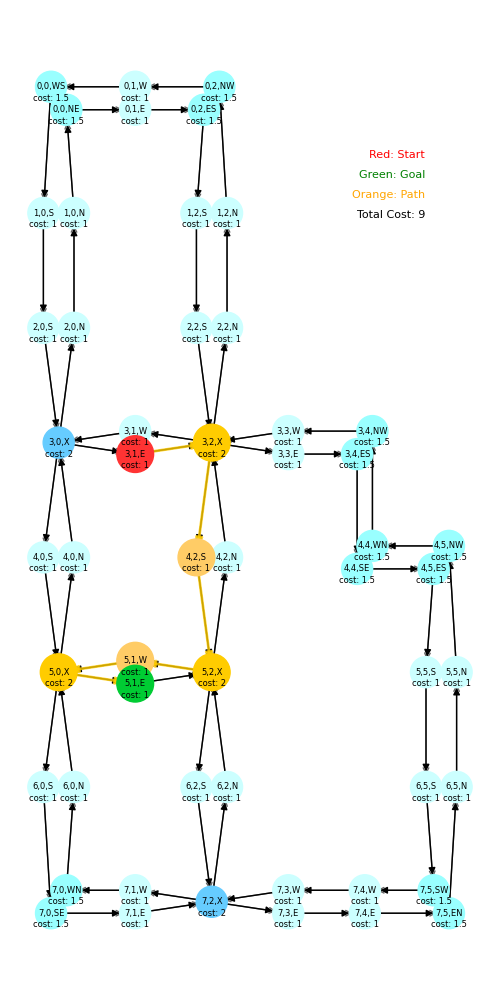 0,0,WS
cost: 1.5
0,1,W
cost: 1
0,2,NW
cost: 1.5
0,0,NE
cost: 1.5
0,1,E
cost: 1
0,2,ES
cost: 1.5
Red: Start
Green: Goal
Orange: Path
Total Cost: 9
1,0,S
cost: 1
1,0,N
cost: 1
1,2,S
cost: 1
1,2,N
cost: 1
2,0,S
cost: 1
2,0,N
cost: 1
2,2,S
cost: 1
2,2,N
cost: 1
3,0,X
cost: 2
3,1,W
cost: 1
3,1,E
cost: 1
3,2,X
cost: 2
3,3,W
cost: 1
3,3,E
cost: 1
3,4,NW
cost: 1.5
3,4,ES
cost: 1.5
4,0,S
cost: 1
4,0,N
cost: 1
4,2,S
cost: 1
4,2,N
cost: 1
4,4,WN
cost: 1.5
4,4,SE
cost: 1.5
4,5,NW
cost: 1.5
4,5,ES
cost: 1.5
5,0,X
cost: 2
5,1,W
cost: 1
5,1,E
cost: 1
5,2,X
cost: 2
5,5,S
cost: 1
5,5,N
cost: 1
6,0,S
cost: 1
6,0,N
cost: 1
6,2,S
cost: 1
6,2,N
cost: 1
6,5,S
cost: 1
6,5,N
cost: 1
7,0,WN
cost: 1.5
7,0,SE
cost: 1.5
7,1,W
cost: 1
7,1,E
cost: 1
7,2,X
cost: 2
7,3,W
cost: 1
7,3,E
cost: 1
7,4,W
cost: 1
7,4,E
cost: 1
7,5,SW
cost: 1.5
7,5,EN
cost: 1.5